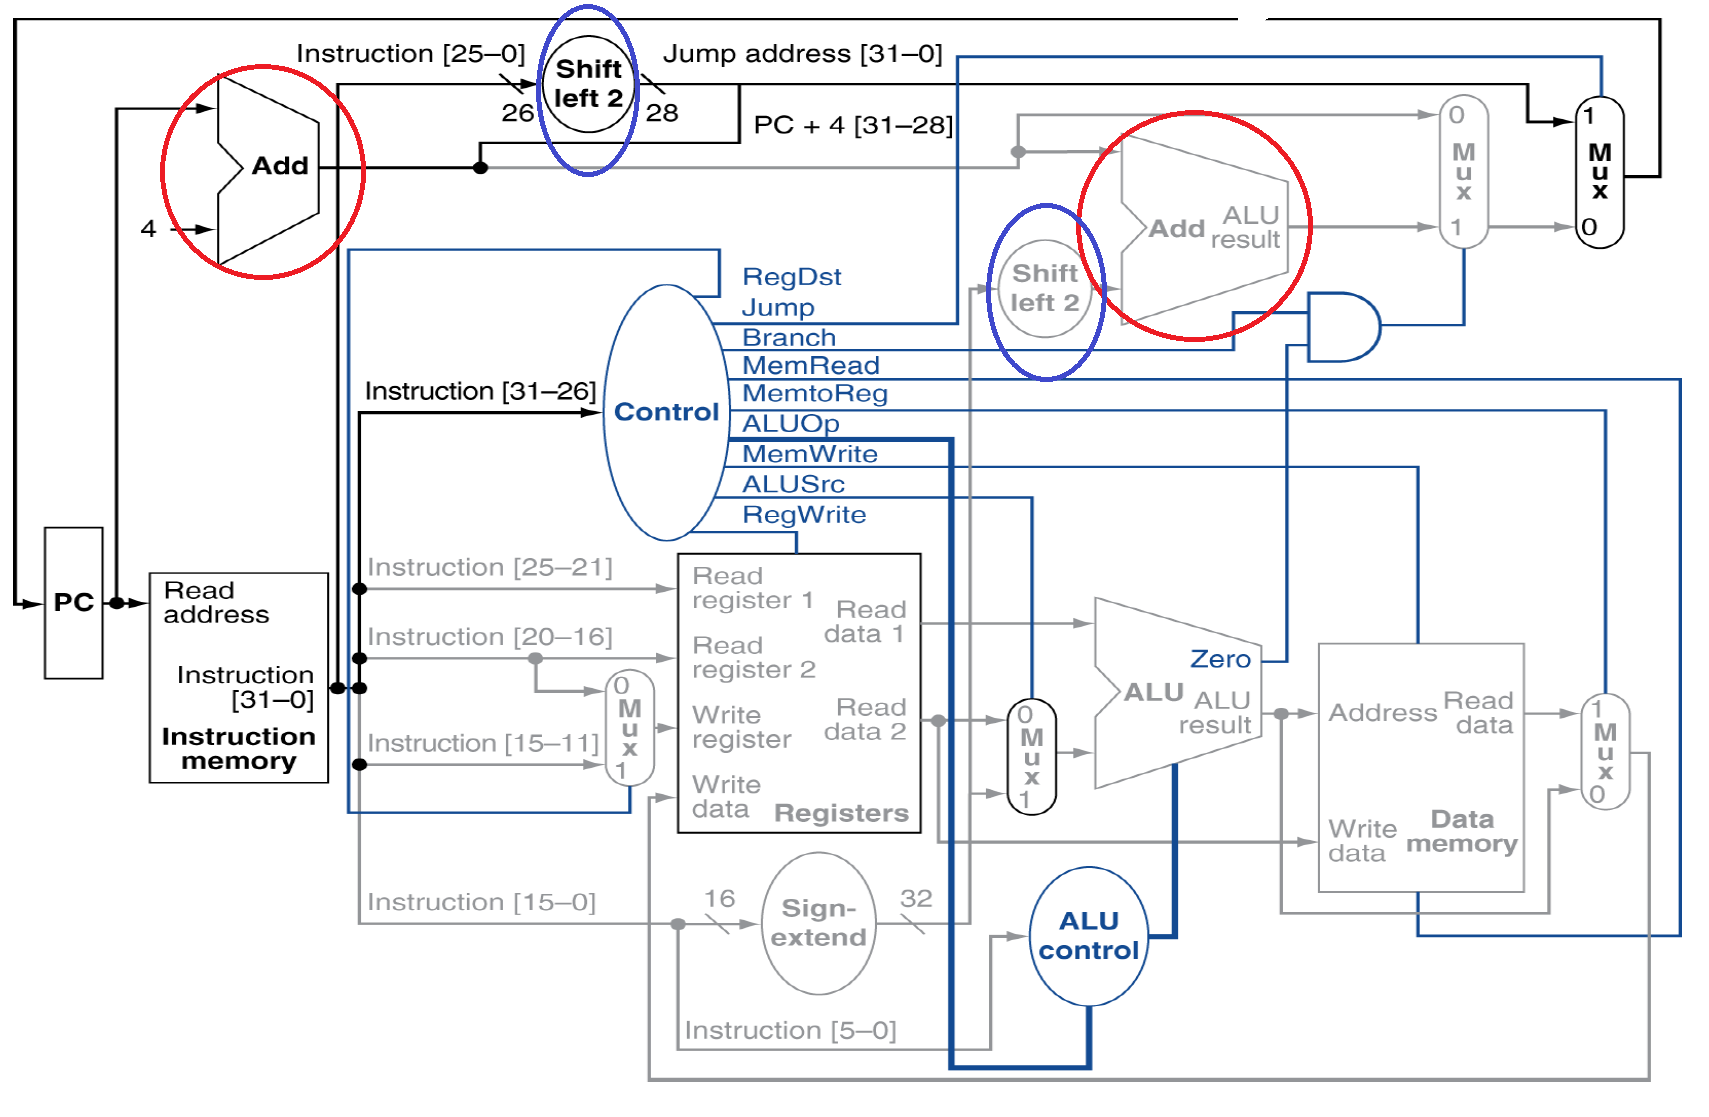 Instruction [25–0]
Shift
left 2
Jump address [31–0]
26
28
PC + 4 [31–28]
Add
4
0
M
u
x
1
1
M
u
x
0
Add
ALU
result
Shift
left 2
RegDst
Jump
Branch
MemRead
MemtoReg
ALUOp
MemWrite
ALUSrc
RegWrite
Instruction [31–26]
Control
PC
Read
address
Instruction
[31–0]
Instruction
memory
Instruction [25–21]
Instruction [20–16]
Instruction [15–11]
0
M
u
x
1
Read
register 1
Read
register 2
Write
register
Write
data
Read
data 1
Read
data 2
Registers
0
M
u
x
1
Zero
ALU
ALU
result
Address
Read
data
Write
data
Data
memory
1
M
u
x
0
Instruction [15–0]
16
Sign-
extend
32
ALU
control
Instruction [5–0]